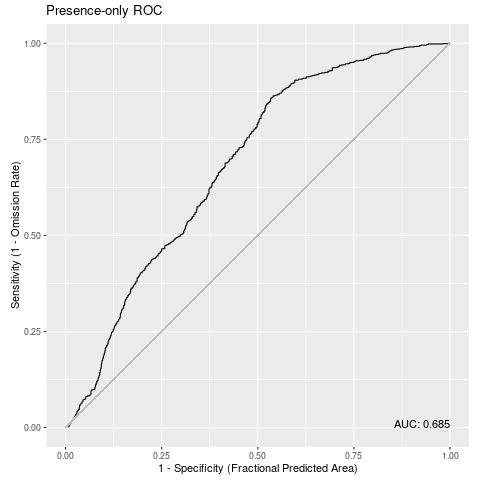 Presence-only ROC
Sensitivity (1 - Omission Rate)
1.00
0.75
0.50
0.25
0.00
AUC: 0.685
0.00 0.25 0.50 0.75 1.00
1 - Specificity (Fractional Predicted Area)